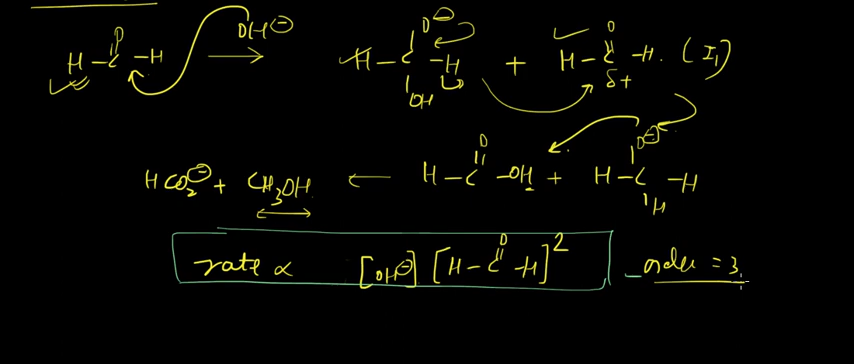 H-C(=O)-H OH⊖ → H-C(O⊖)(OH)-H + H-C(=O)-H. (I₁)
δ+
HCO₂⊖ + CH₃OH ← H-C(=O)-OH + H-C(O⊖)(H)-H
rate ∝ [OH⊖] [H-C(=O)-H]² order = 3